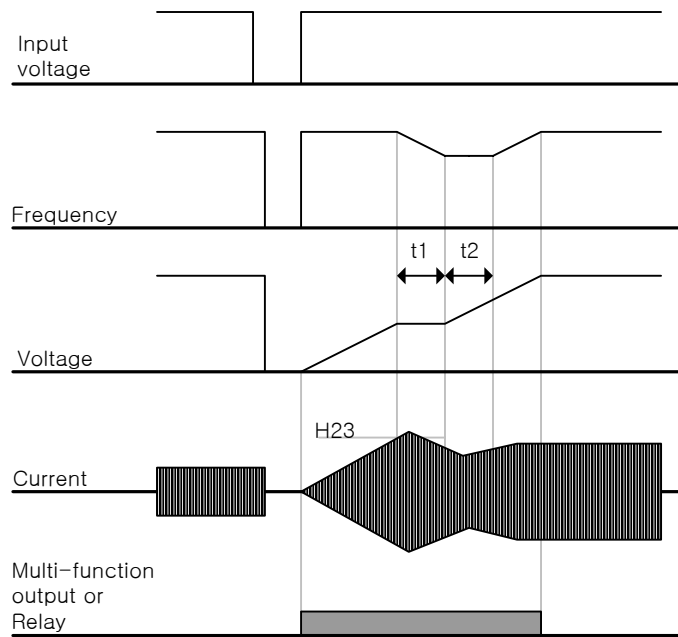 Input
voltage
Frequency
t1 t2
Voltage
H23
Current
Multi-function
output or
Relay